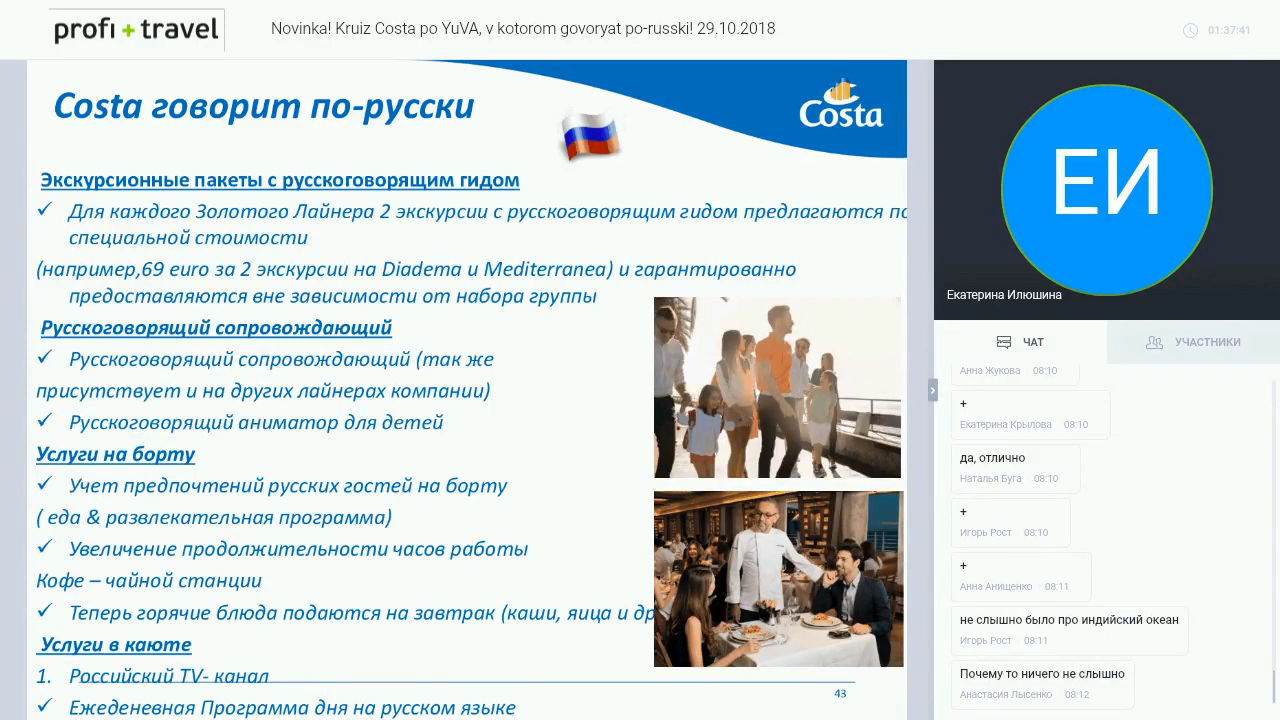 profi + travel
Novinka! Kruiz Costa po YuVA, v kotorom govoryat po-russki! 29.10.2018
01:37:41
Costa говорит по-русски
Costa
Экскурсионные пакеты с русскоговорящим гидом
✓ Для каждого Золотого Лайнера 2 экскурсии с русскоговорящим гидом предлагаются по
специальной стоимости
(например,69 euro за 2 экскурсии на Diadema и Mediterranea) и гарантированно
предоставляются вне зависимости от набора группы
Русскоговорящий сопровождающий
✓ Русскоговорящий сопровождающий (так же
присутствует и на других лайнерах компании)
✓ Русскоговорящий аниматор для детей
Услуги на борту
✓ Учет предпочтений русских гостей на борту
( еда & развлекательная программа)
✓ Увеличение продолжительности часов работы
Кофе – чайной станции
✓ Теперь горячие блюда подаются на завтрак (каши, яица и др
Услуги в каюте
1. Российский TV- канал
✓ Ежеденевная Программа дня на русском языке
43
ЕИ
Екатерина Илюшина
ЧАТ
УЧАСТНИКИ
Анна Жукова 08:10
+
Екатерина Крылова 08:10
да, отлично
Наталья Буга 08:10
+
Игорь Рост 08:10
+
Анна Анищенко 08:11
не слышно было про индийский океан
Игорь Рост 08:11
Почему то ничего не слышно
Анастасия Лысенко 08:12